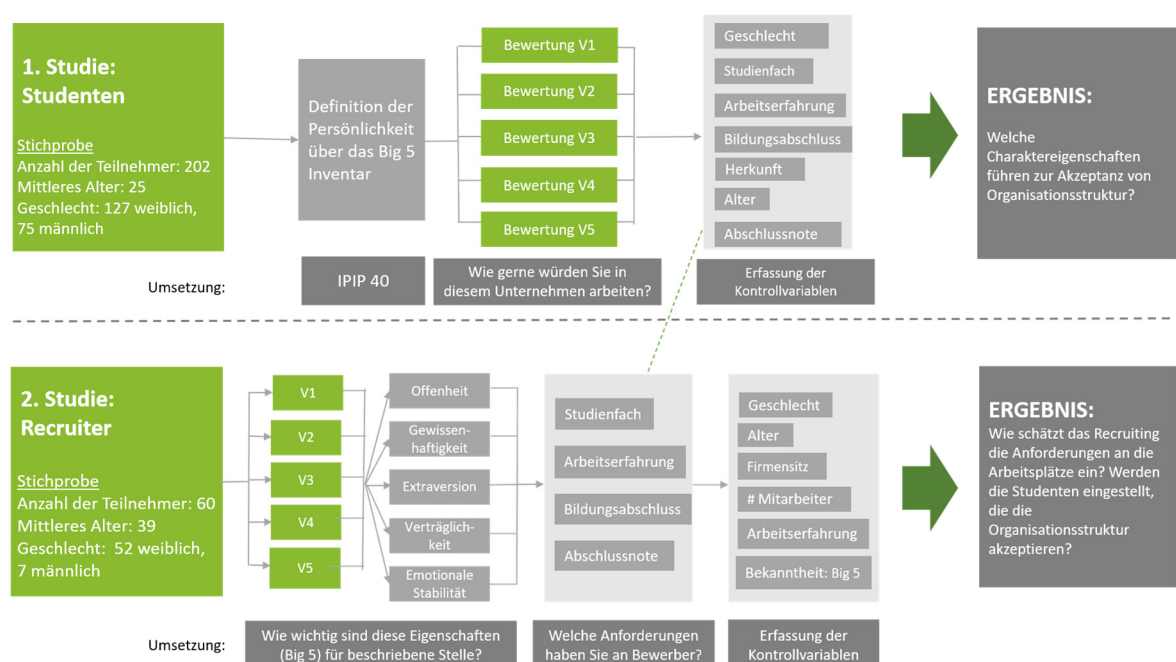 1. Studie:
Studenten
Stichprobe
Anzahl der Teilnehmer: 202
Mittleres Alter: 25
Geschlecht: 127 weiblich,
75 männlich
Definition der
Persönlichkeit
über das Big 5
Inventar
Bewertung V1
Bewertung V2
Bewertung V3
Bewertung V4
Bewertung V5
Geschlecht
Studienfach
Arbeitserfahrung
Bildungsabschluss
Herkunft
Alter
Abschlussnote
ERGEBNIS:
Welche
Charaktereigenschaften
führen zur Akzeptanz von
Organisationsstruktur?
Umsetzung:
IPIP 40
Wie gerne würden Sie in
diesem Unternehmen arbeiten?
Erfassung der
Kontrollvariablen
2. Studie:
Recruiter
Stichprobe
Anzahl der Teilnehmer: 60
Mittleres Alter: 39
Geschlecht: 52 weiblich,
7 männlich
V1
V2
V3
V4
V5
Offenheit
Gewissen-
haftigkeit
Extraversion
Verträglich-
keit
Emotionale
Stabilität
Studienfach
Arbeitserfahrung
Bildungsabschluss
Abschlussnote
Geschlecht
Alter
Firmensitz
# Mitarbeiter
Arbeitserfahrung
Bekanntheit: Big 5
ERGEBNIS:
Wie schätzt das Recruiting
die Anforderungen an die
Arbeitsplätze ein? Werden
die Studenten eingestellt,
die die
Organisationsstruktur
akzeptieren?
Umsetzung:
Wie wichtig sind diese Eigenschaften
(Big 5) für beschriebene Stelle?
Welche Anforderungen
haben Sie an Bewerber?
Erfassung der
Kontrollvariablen